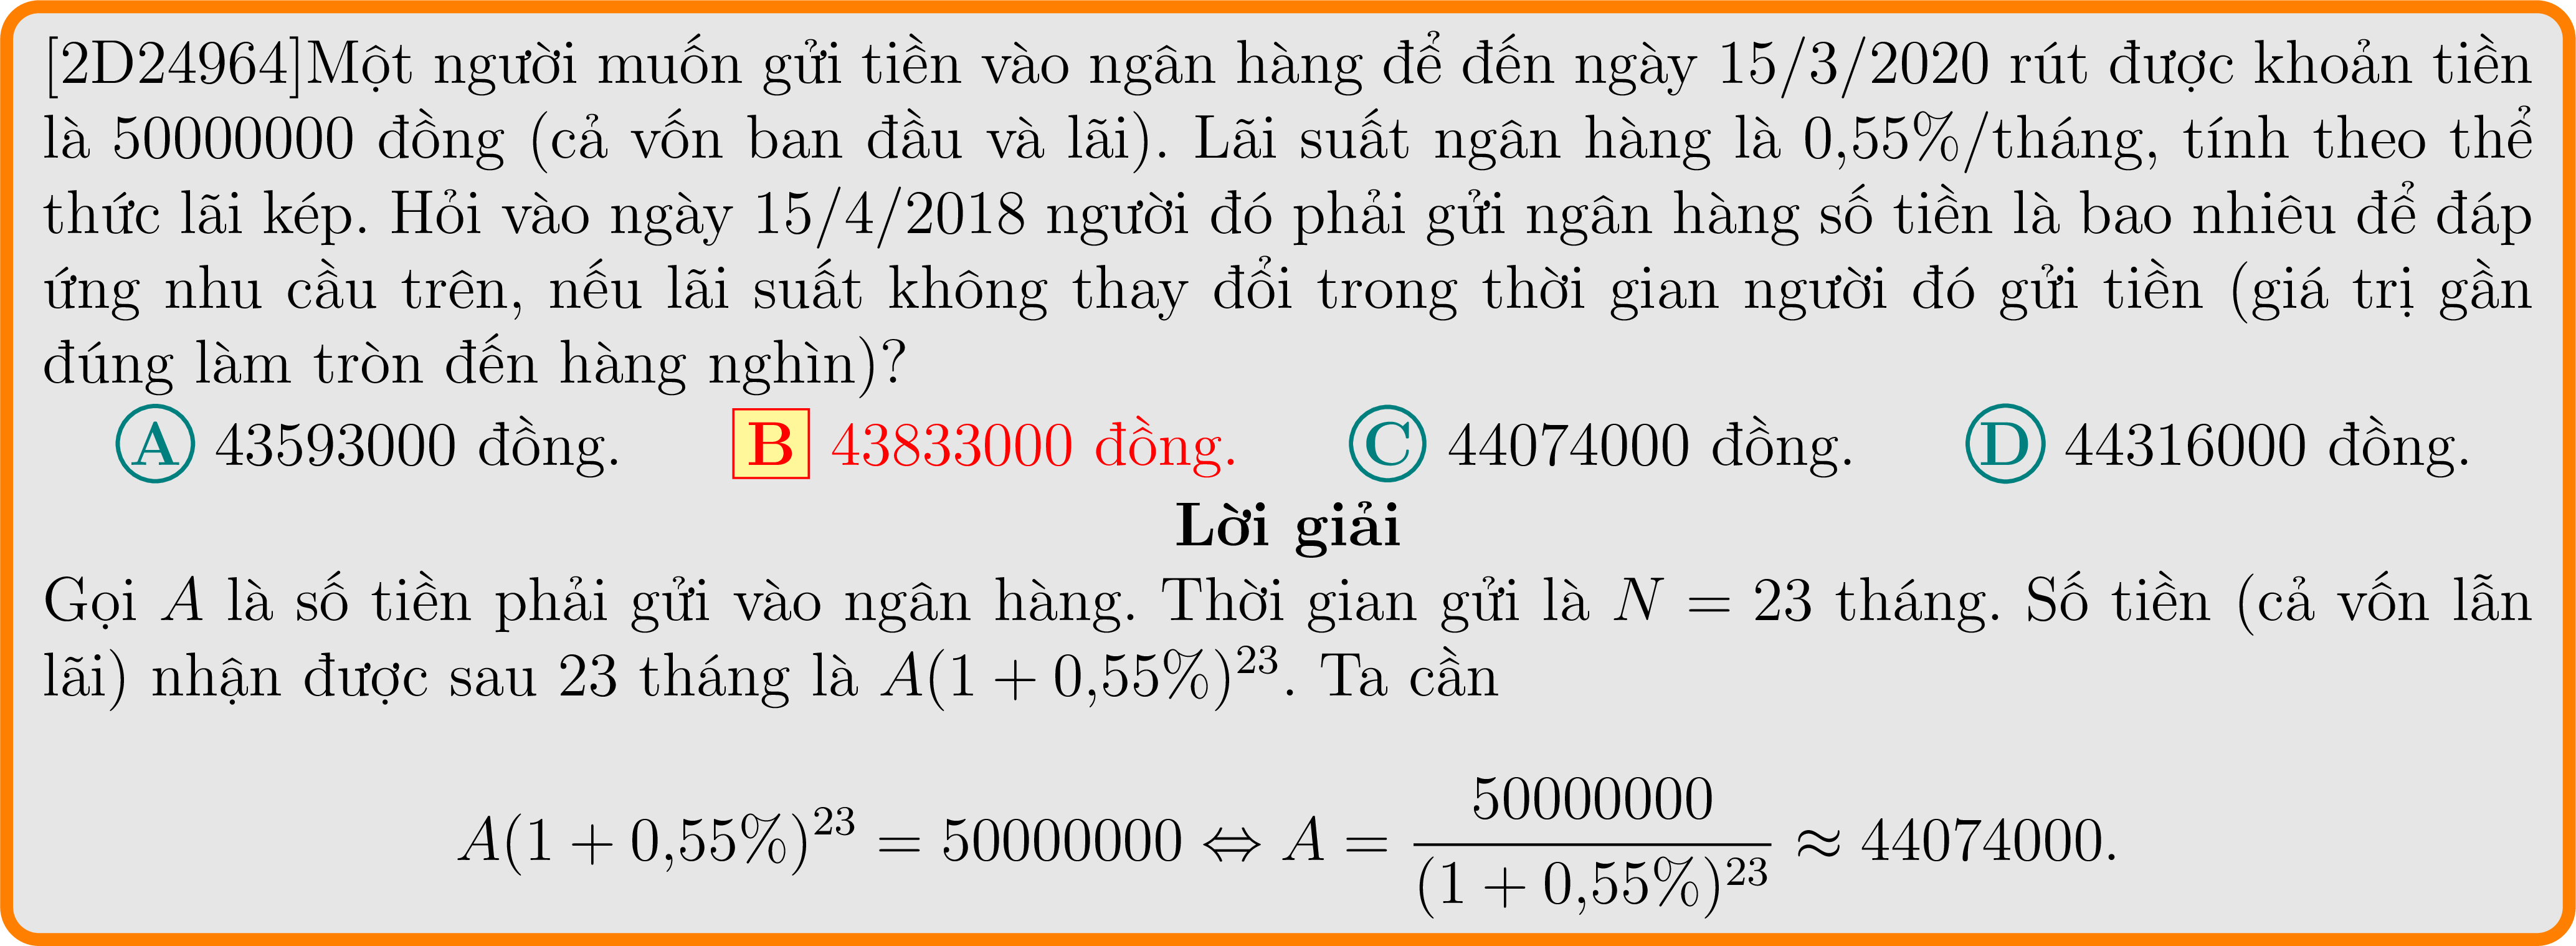 [2D24964]Một người muốn gửi tiền vào ngân hàng để đến ngày 15/3/2020 rút được khoản tiền
là 50000000 đồng (cả vốn ban đầu và lãi). Lãi suất ngân hàng là 0,55%/tháng, tính theo thể
thức lãi kép. Hỏi vào ngày 15/4/2018 người đó phải gửi ngân hàng số tiền là bao nhiêu để đáp
ứng nhu cầu trên, nếu lãi suất không thay đổi trong thời gian người đó gửi tiền (giá trị gần
đúng làm tròn đến hàng nghìn)?
A 43593000 đồng. B 43833000 đồng. C 44074000 đồng. D 44316000 đồng.
Lời giải
Gọi A là số tiền phải gửi vào ngân hàng. Thời gian gửi là N = 23 tháng. Số tiền (cả vốn lẫn
lãi) nhận được sau 23 tháng là A(1 + 0,55%)^{23}. Ta cần
A(1 + 0,55%)^{23} = 50000000 ⇔ A = \frac{50000000}{(1 + 0,55%)^{23}} ≈ 44074000.